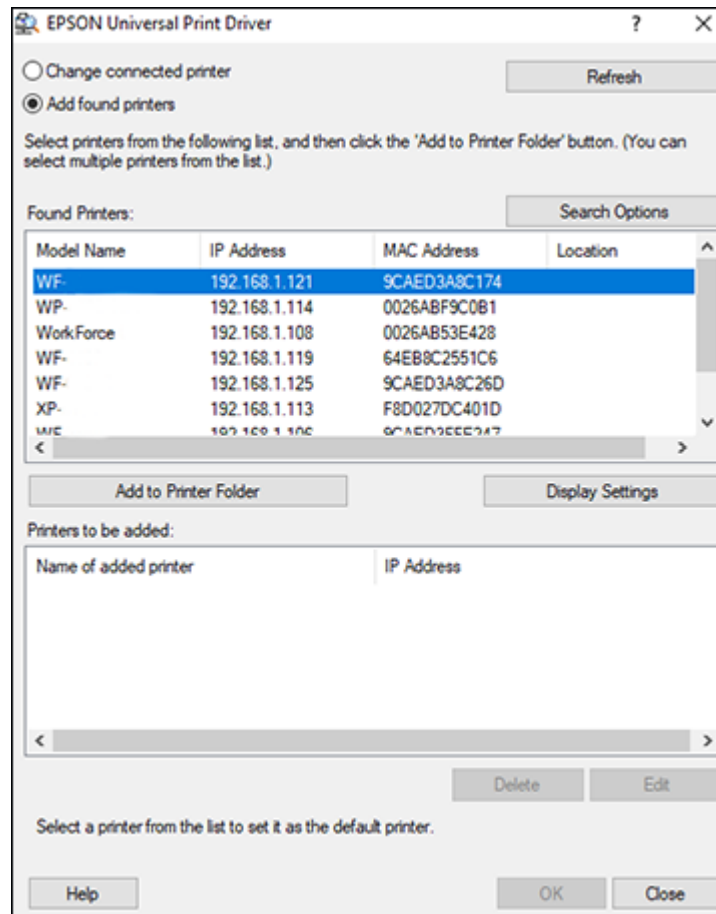 EPSON Universal Print Driver
Change connected printer
Refresh
Add found printers
Select printers from the following list, and then click the 'Add to Printer Folder' button. (You can
select multiple printers from the list.)
Found Printers:
Search Options
Model Name IP Address MAC Address Location
WF- 192.168.1.121 9CAED3A8C174
WP- 192.168.1.114 0026ABF9C0B1
WorkForce 192.168.1.108 0026AB53E428
WF- 192.168.1.119 64EB8C2551C6
WF- 192.168.1.125 9CAED3A8C26D
XP- 192.168.1.113 F8D027DC401D
WF- 192.168.1.106
Add to Printer Folder Display Settings
Printers to be added:
Name of added printer IP Address
Delete Edit
Select a printer from the list to set it as the default printer.
Help OK Close